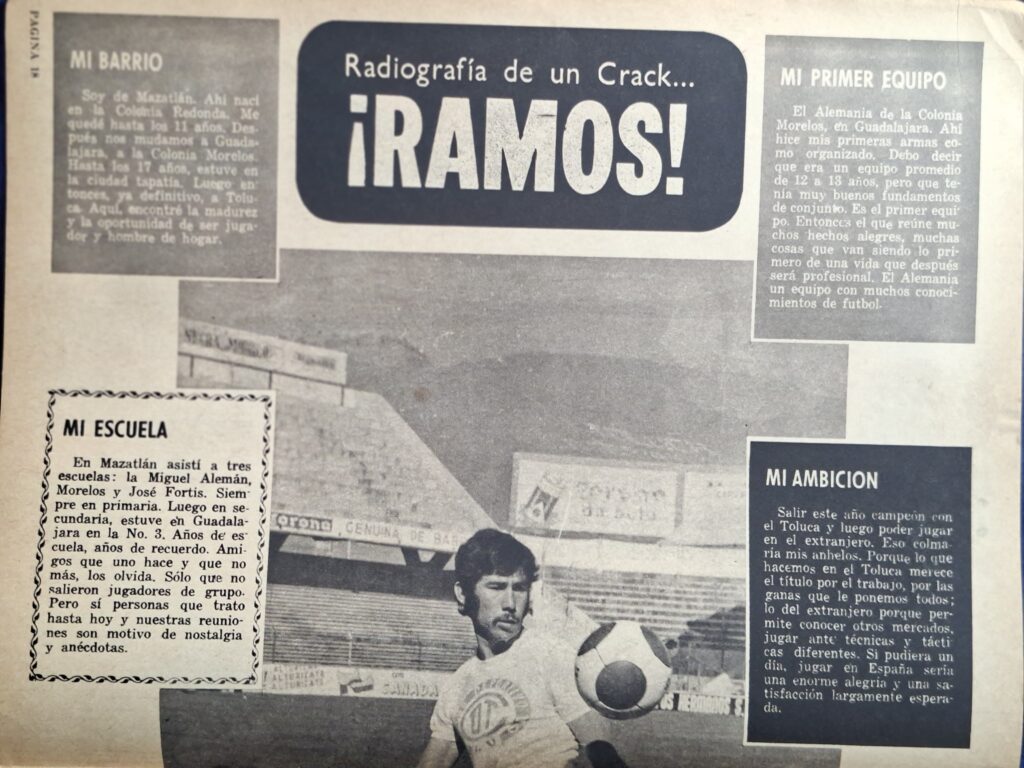 PAGINA 18
Radiografía de un Crack...
¡RAMOS!
MI BARRIO
Soy de Mazatlán. Ahí nací
en la Colonia Redonda. Me
quedé hasta los 11 años. Des-
pués nos mudamos a Guada-
lajara, a la Colonia Morelos.
Hasta los 17 años, estuve en
la ciudad tapatía. Luego en-
tonces, ya definitivo, a Tolu-
ca. Aquí, encontré la madurez
y la oportunidad de ser juga-
dor y hombre de hogar.
MI PRIMER EQUIPO
El Alemania de la Colonia
Morelos, en Guadalajara. Ahí
hice mis primeras armas co-
mo organizado. Debo decir
que era un equipo promedio
de 12 a 13 años, pero que te-
nía muy buenos fundamentos
de conjunto. Es el primer equi-
po. Entonces el que reúne mu-
chos hechos alegres, muchas
cosas que van siendo lo pri-
mero de una vida que después
será profesional. El Alemania
un equipo con muchos conoci-
mientos de futbol.
MI ESCUELA
En Mazatlán asistí a tres
escuelas: la Miguel Alemán,
Morelos y José Fortis. Siem-
pre en primaria. Luego en se-
cundaria, estuve en Guadala-
jara en la No. 3. Años de es-
cuela, años de recuerdo. Ami-
gos que uno hace y que no
más, los olvida. Sólo que no
salieron jugadores de grupo.
Pero sí personas que trato
hasta hoy y nuestras reunio-
nes son motivo de nostalgia
y anécdotas.
MI AMBICION
Salir este año campeón con
el Toluca y luego poder jugar
en el extranjero. Eso colma-
ría mis anhelos. Porque lo que
hacemos en el Toluca merece
el título por el trabajo, por las
ganas que le ponemos todos;
lo del extranjero porque per-
mite conocer otros mercados,
jugar ante técnicas y tácti-
cas diferentes. Si pudiera un
día, jugar en España sería
una enorme alegría y una sa-
tisfacción largamente espera-
da.
Corona
orona GENUINA DE BAR
CANADA